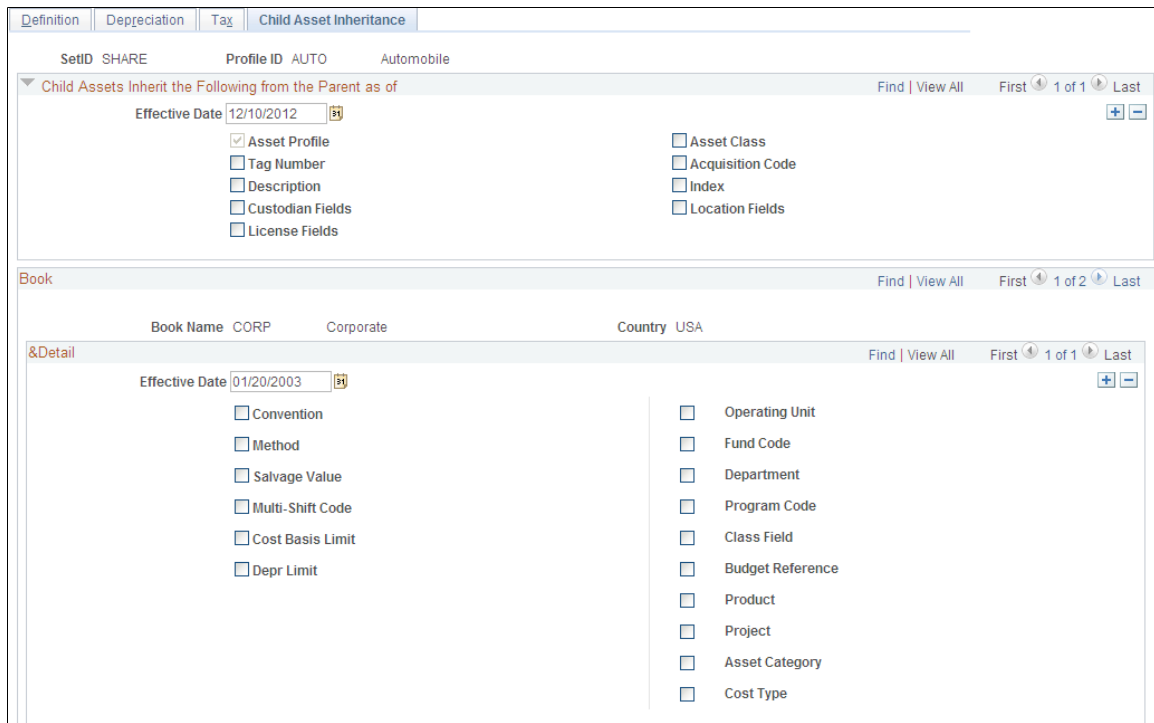 Definition Depreciation Tax Child Asset Inheritance
SetID SHARE Profile ID AUTO Automobile
Child Assets Inherit the Following from the Parent as of Find | View All First 1 of 1 Last
Effective Date 12/10/2012 31
Asset Profile Asset Class
Tag Number Acquisition Code
Description Index
Custodian Fields Location Fields
License Fields
Book Find | View All First 1 of 2 Last
Book Name CORP Corporate Country USA
&Detail Find | View All First 1 of 1 Last
Effective Date 01/20/2003 31
Convention Operating Unit
Method Fund Code
Salvage Value Department
Multi-Shift Code Program Code
Cost Basis Limit Class Field
Depr Limit Budget Reference
Product
Project
Asset Category
Cost Type